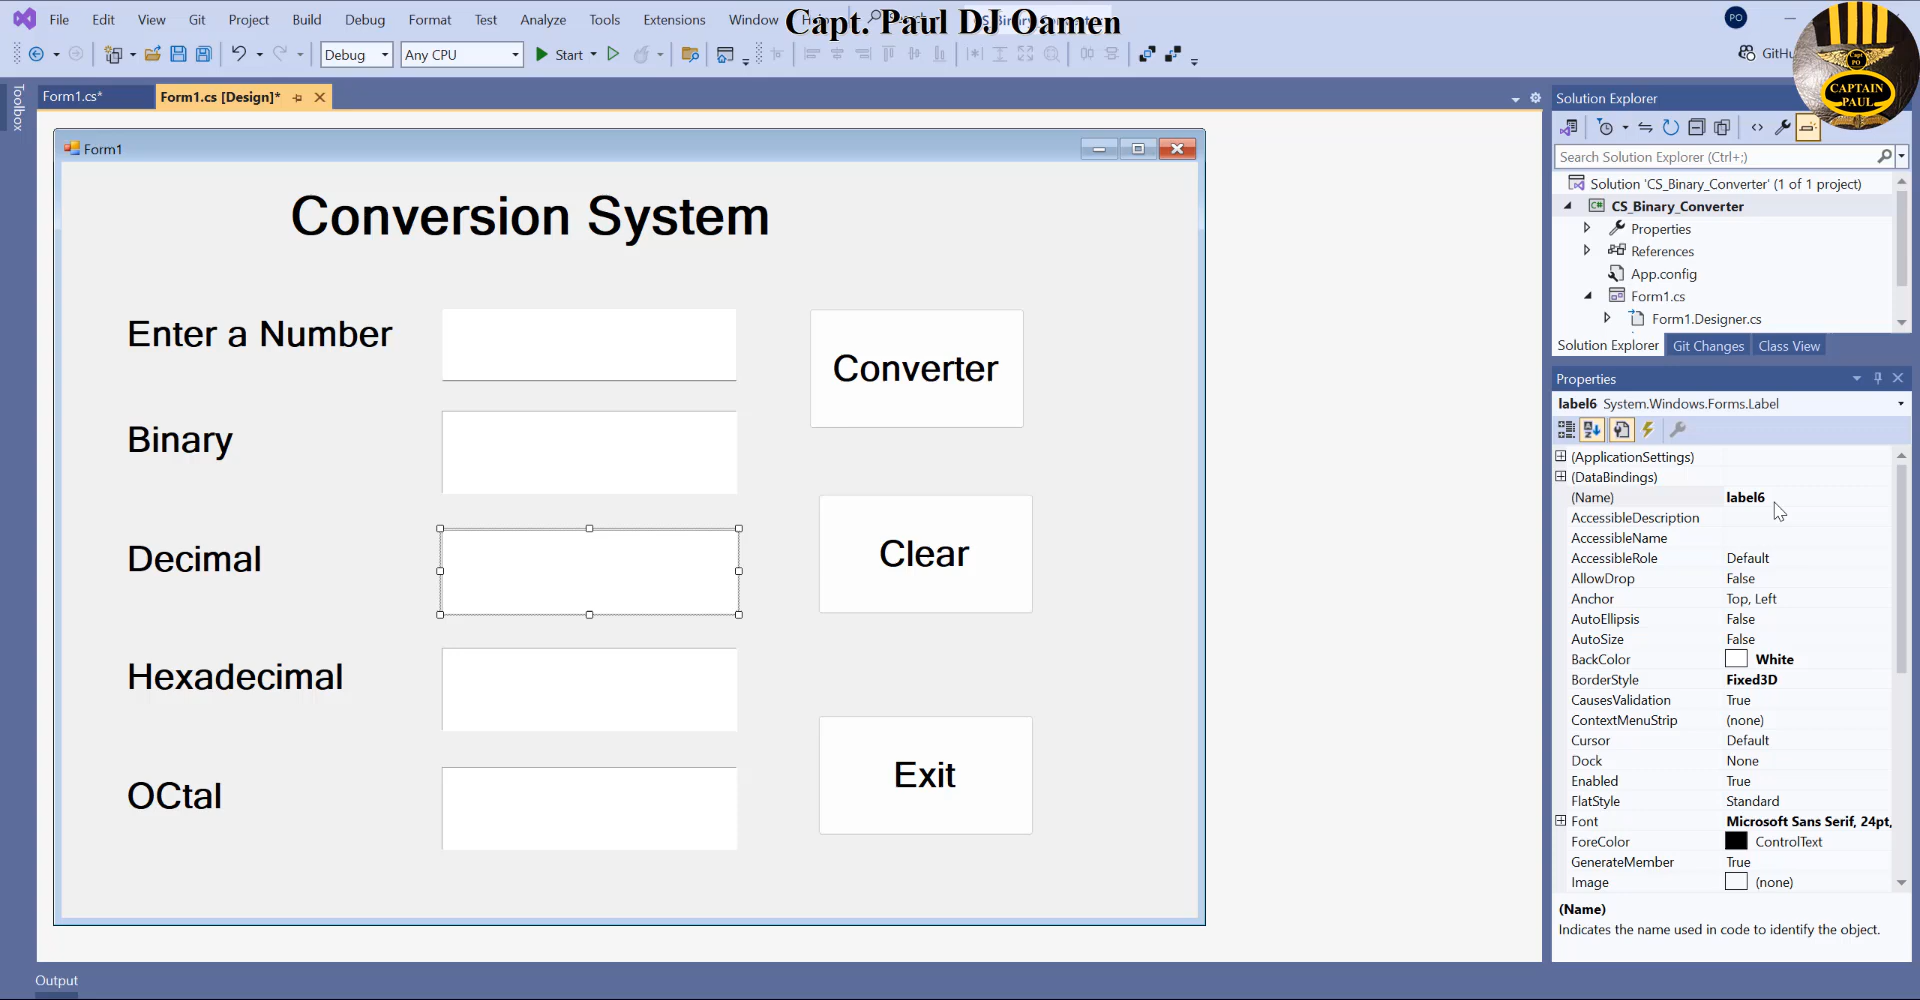 File Edit View Git Project Build Debug Format Test Analyze Tools Extensions Window
Capt. Paul DJ Oamen
PO
Debug Any CPU Start
GitHu
CAPTAIN
PAUL
Toolbox
Form1.cs* Form1.cs [Design]*
Form1
Conversion System
Enter a Number
Converter
Binary
Clear
Decimal
Hexadecimal
Exit
OCtal
Solution Explorer
Search Solution Explorer (Ctrl+;)
Solution 'CS_Binary_Converter' (1 of 1 project)
CS_Binary_Converter
Properties
References
App.config
Form1.cs
Form1.Designer.cs
Solution Explorer Git Changes Class View
Properties
label6 System.Windows.Forms.Label
(ApplicationSettings)
(DataBindings)
(Name) label6
AccessibleDescription
AccessibleName
AccessibleRole Default
AllowDrop False
Anchor Top, Left
AutoEllipsis False
AutoSize False
BackColor White
BorderStyle Fixed3D
CausesValidation True
ContextMenuStrip (none)
Cursor Default
Dock None
Enabled True
FlatStyle Standard
Font Microsoft Sans Serif, 24pt,
ForeColor ControlText
GenerateMember True
Image (none)
(Name)
Indicates the name used in code to identify the object.
Output